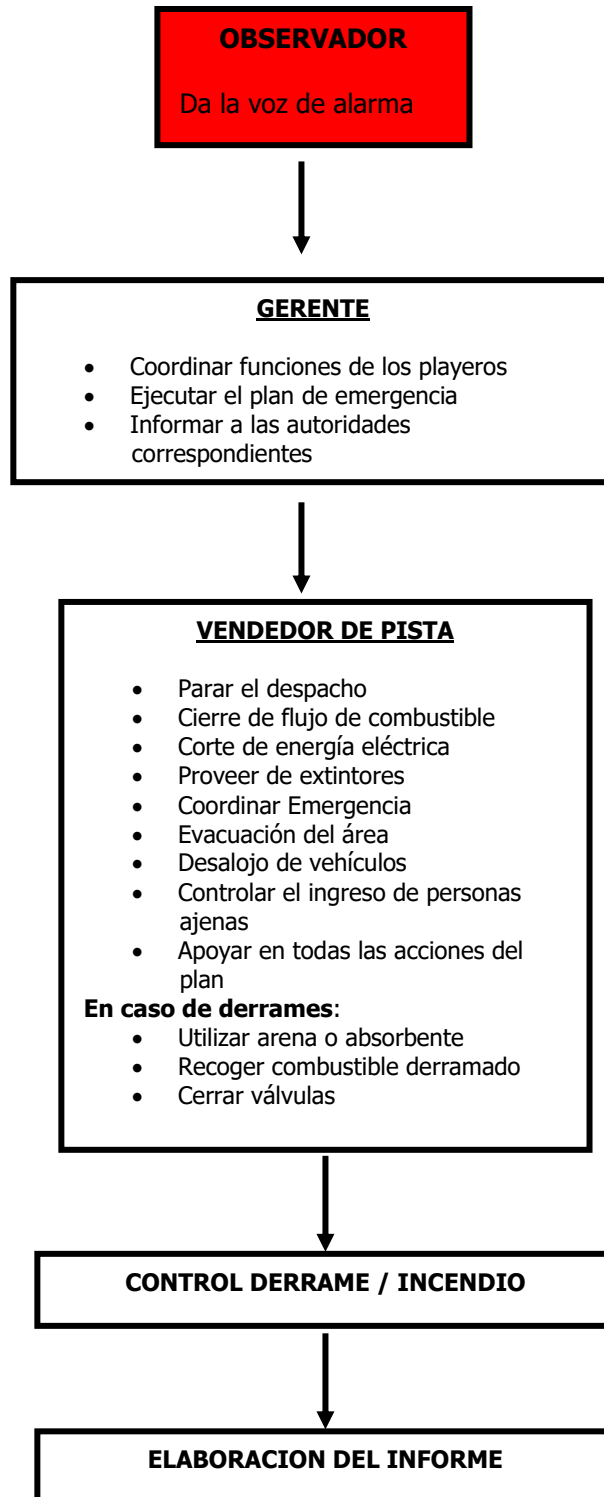 OBSERVADOR
Da la voz de alarma
GERENTE
• Coordinar funciones de los playeros
• Ejecutar el plan de emergencia
• Informar a las autoridades
correspondientes
VENDEDOR DE PISTA
• Parar el despacho
• Cierre de flujo de combustible
• Corte de energía eléctrica
• Proveer de extintores
• Coordinar Emergencia
• Evacuación del área
• Desalojo de vehículos
• Controlar el ingreso de personas
ajenas
• Apoyar en todas las acciones del
plan
En caso de derrames:
• Utilizar arena o absorbente
• Recoger combustible derramado
• Cerrar válvulas
CONTROL DERRAME / INCENDIO
ELABORACION DEL INFORME